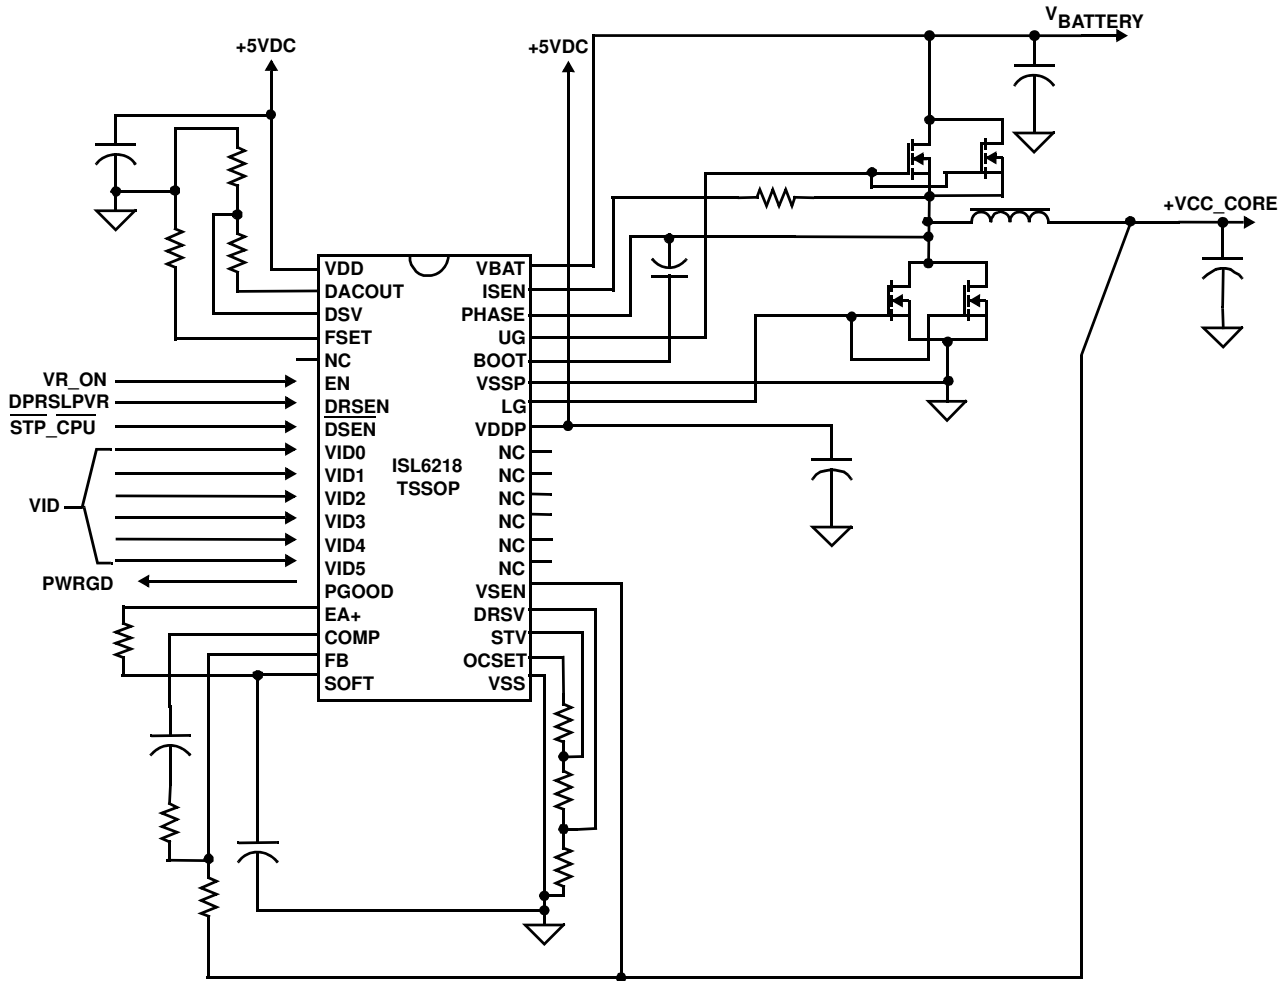 V BATTERY
+5VDC
+5VDC
+VCC_CORE
VDD
DACOUT
DSV
FSET
NC
EN
DRSEN
DSEN
VID0
VID1
VID2
VID3
VID4
VID5
PGOOD
EA+
COMP
FB
SOFT
VBAT
ISEN
PHASE
UG
BOOT
VSSP
LG
VDDP
NC
NC
NC
NC
NC
NC
VSEN
DRSV
STV
OCSET
VSS
ISL6218
TSSOP
VR_ON
DPRSLPVR
STP_CPU
VID
PWRGD